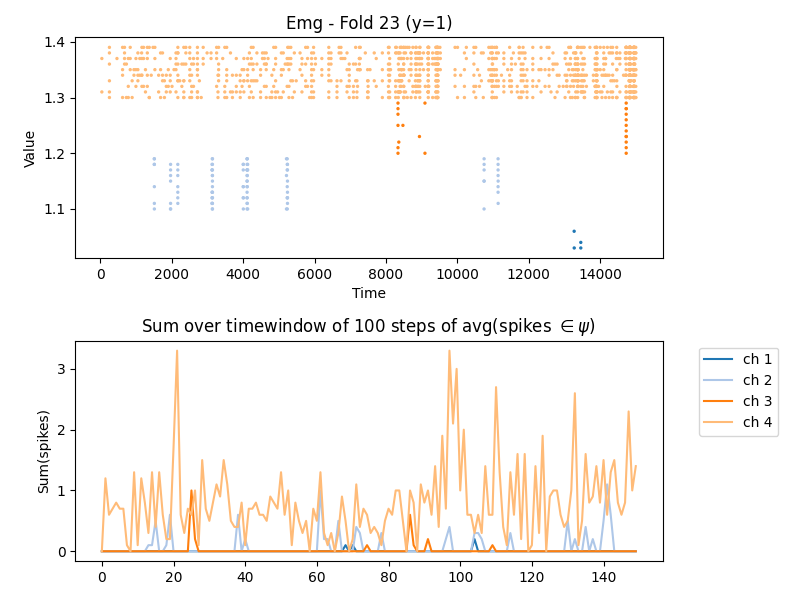 Emg - Fold 23 (y=1)
1.4
1.3
1.2
1.1
Value
0 2000 4000 6000 8000 10000 12000 14000
Time
Sum over timewindow of 100 steps of avg(spikes ∈ ψ)
3
2
1
0
Sum(spikes)
0 20 40 60 80 100 120 140
ch 1
ch 2
ch 3
ch 4